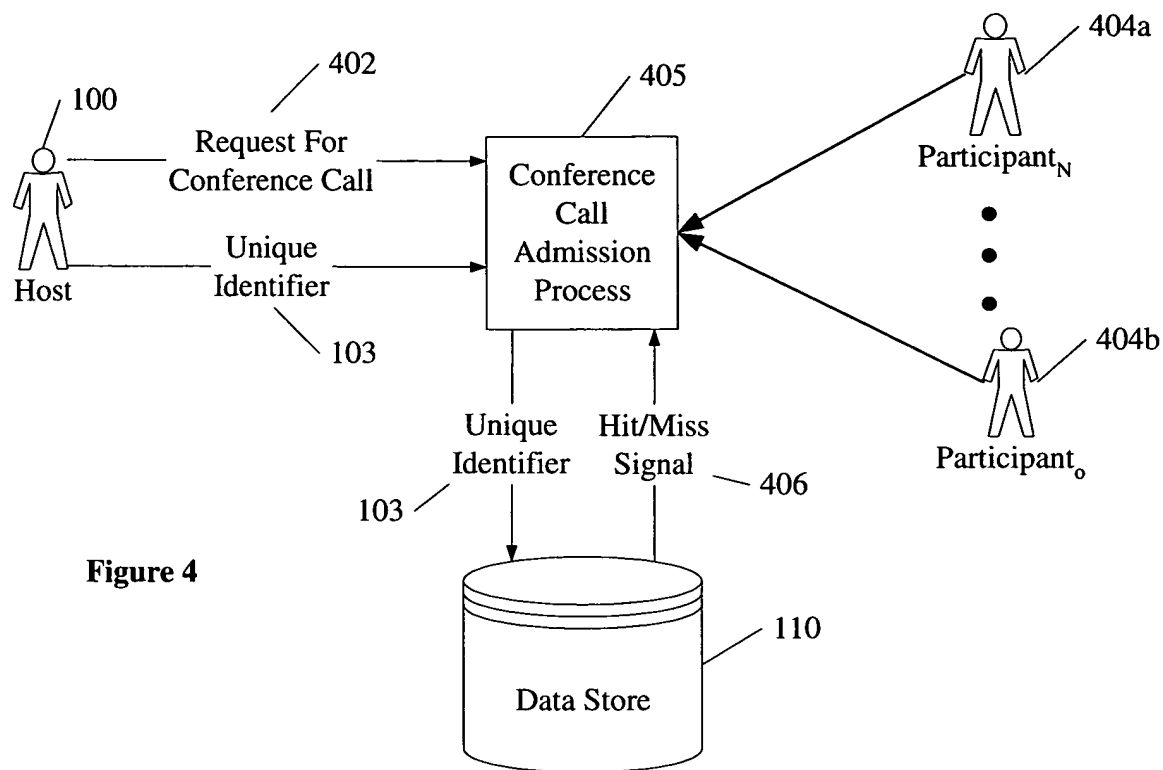 402
100
405
404a
Request For
Conference Call
Conference
Call
Admission
Process
Participant_N
Unique
Identifier
Host
103
404b
Unique
Identifier
Hit/Miss
Signal
Participant_o
103
406
Figure 4
110
Data Store